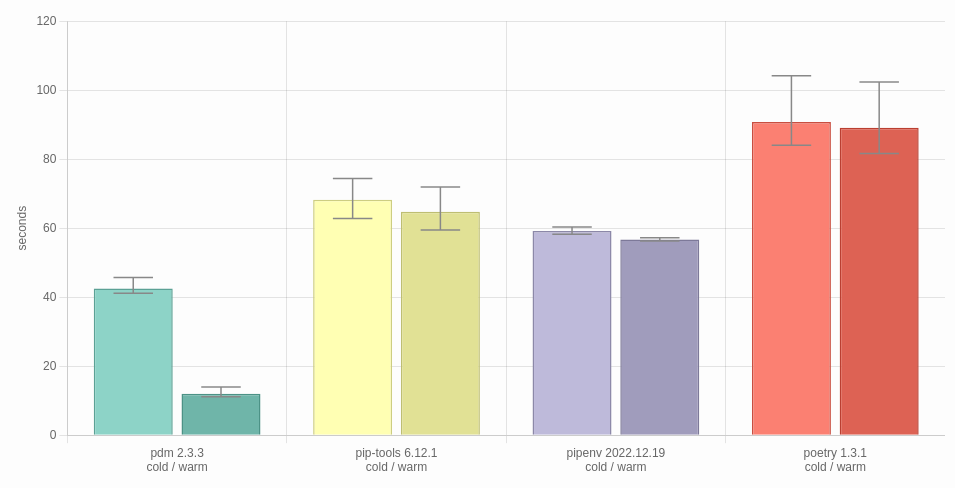 120
100
80
60
40
20
0
seconds
pdm 2.3.3
cold / warm
pip-tools 6.12.1
cold / warm
pipenv 2022.12.19
cold / warm
poetry 1.3.1
cold / warm